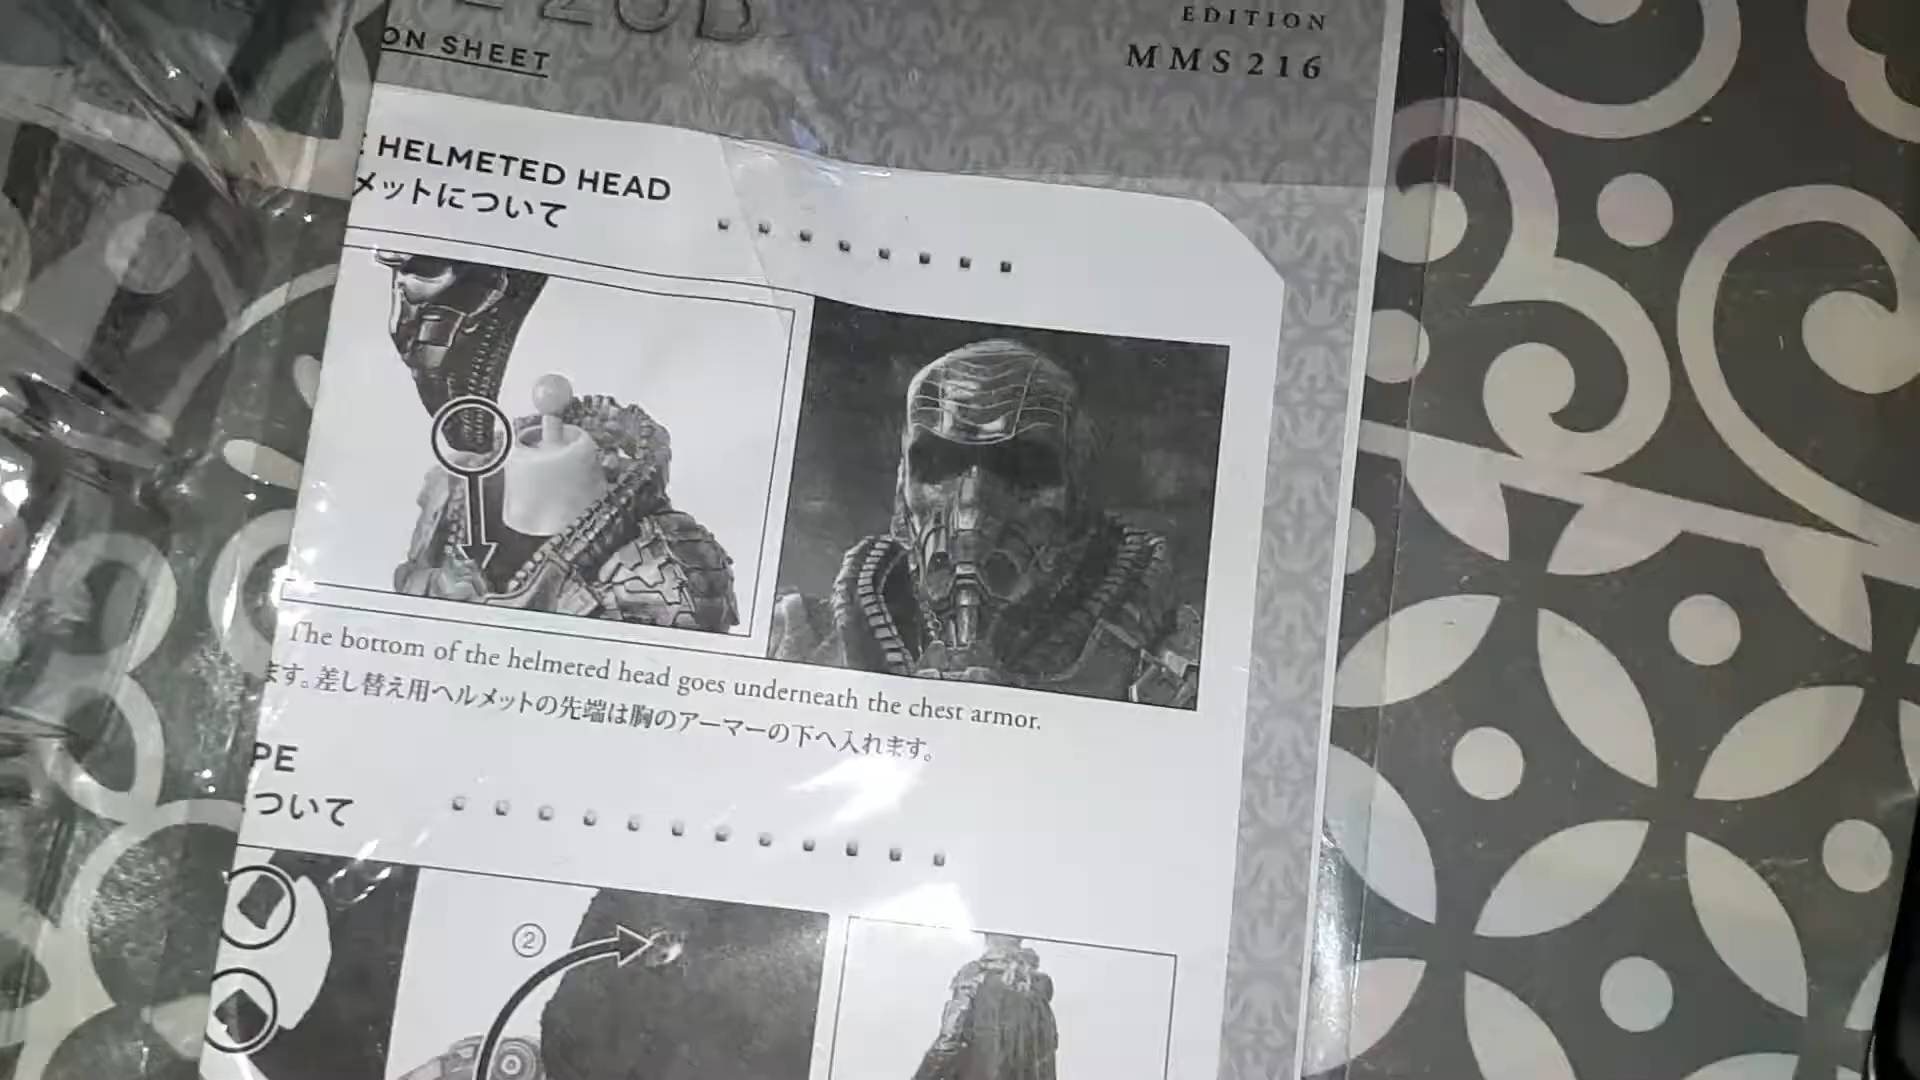 EDITION
ON SHEET
MMS 216
HELMETED HEAD
メットについて
The bottom of the helmeted head goes underneath the chest armor.
ます。差し替え用ヘルメットの先端は胸のアーマーの下へ入れます。
PE
ついて
②